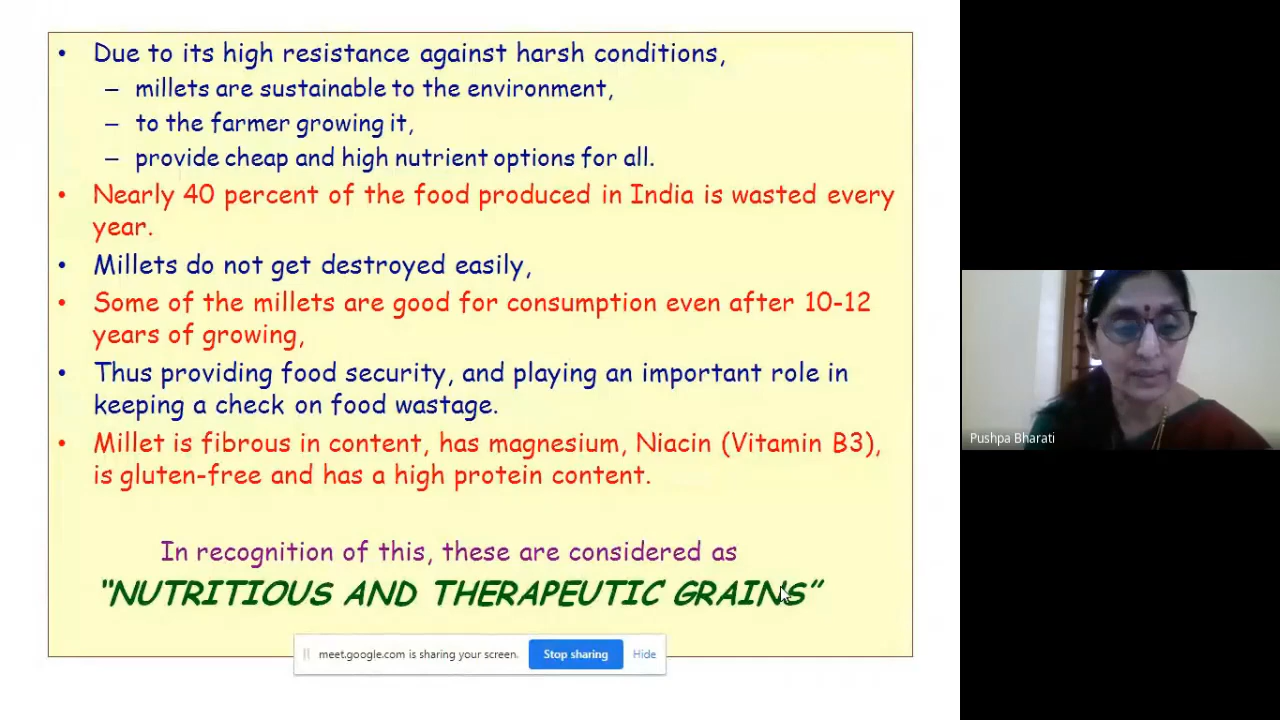 • Due to its high resistance against harsh conditions,
– millets are sustainable to the environment,
– to the farmer growing it,
– provide cheap and high nutrient options for all.
• Nearly 40 percent of the food produced in India is wasted every
year.
• Millets do not get destroyed easily,
• Some of the millets are good for consumption even after 10-12
years of growing,
• Thus providing food security, and playing an important role in
keeping a check on food wastage.
• Millet is fibrous in content, has magnesium, Niacin (Vitamin B3),
is gluten-free and has a high protein content.
In recognition of this, these are considered as
“NUTRITIOUS AND THERAPEUTIC GRAINS”
meet.google.com is sharing your screen. Stop sharing Hide
Pushpa Bharati